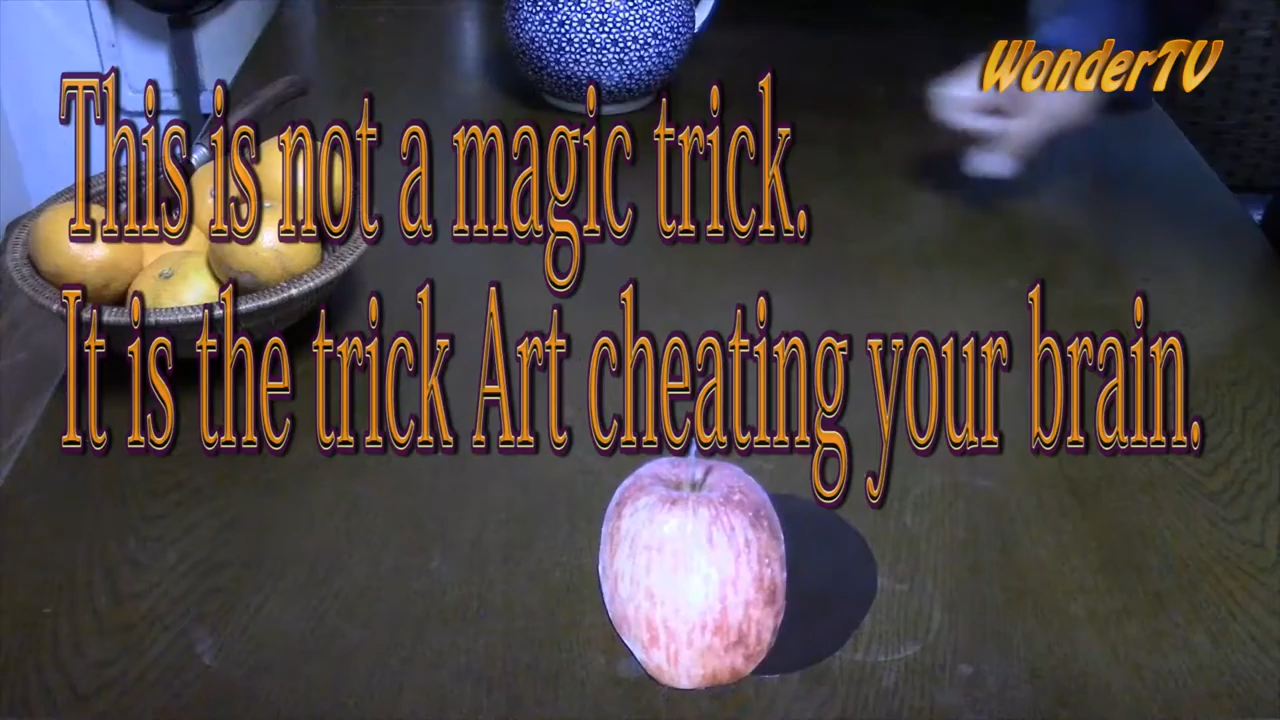 WonderTV
This is not a magic trick.
It is the trick Art cheating your brain.